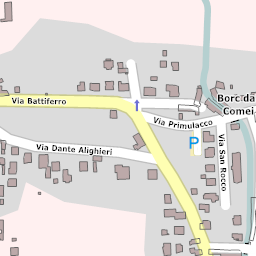 Borc da
Comei
Via Battiferro
Via Primulacco
P
Via San Rocco
Via Dante Alighieri